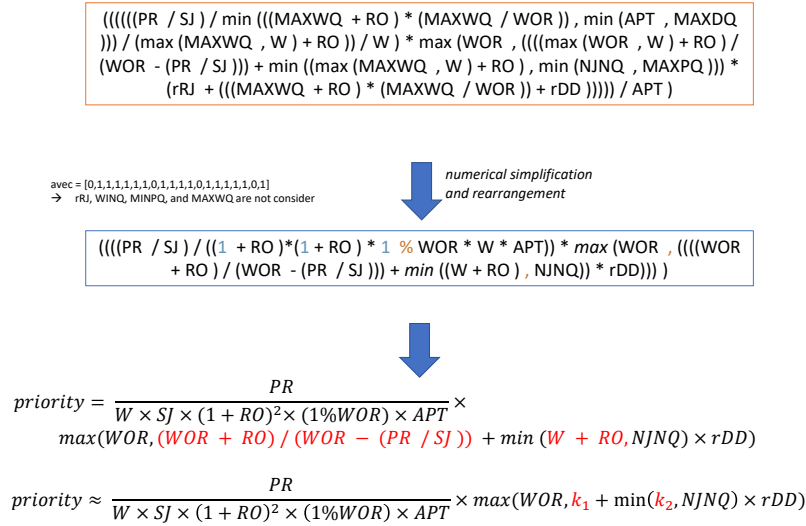 ((((((PR / SJ ) / min (((MAXWQ + RO ) * (MAXWQ / WOR )) , min (APT , MAXDQ
))) / (max (MAXWQ , W ) + RO )) / W ) * max (WOR , ((((max (WOR , W ) + RO ) /
(WOR - (PR / SJ ))) + min ((max (MAXWQ , W ) + RO ) , min (NJNQ , MAXPQ ))) *
(rRJ + (((MAXWQ + RO ) * (MAXWQ / WOR )) + rDD ))))) / APT )
avec = [0,1,1,1,1,1,1,0,1,1,1,1,0,1,1,1,1,1,0,1]
→ rRJ, WINQ, MINPQ, and MAXWQ are not consider
numerical simplification
and rearrangement
((((PR / SJ ) / ((1 + RO )*(1 + RO ) * 1 % WOR * W * APT)) * max (WOR , ((((WOR
+ RO ) / (WOR - (PR / SJ ))) + min ((W + RO ) , NJNQ)) * rDD))) )
priority = PR / W × SJ × (1 + RO)² × (1%WOR) × APT ×
max(WOR, (WOR + RO) / (WOR − (PR / SJ)) + min (W + RO, NJNQ) × rDD)
priority ≈ PR / W × SJ × (1 + RO)² × (1%WOR) × APT × max(WOR, k₁ + min(k₂, NJNQ) × rDD)